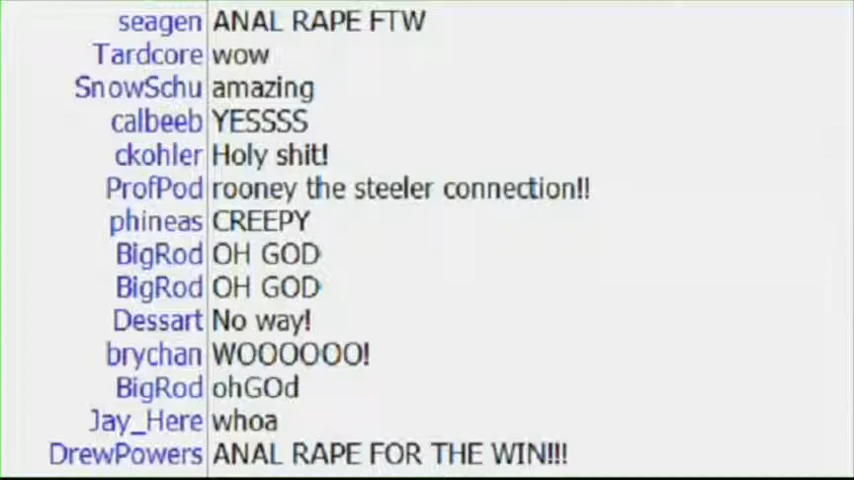 seagen ANAL RAPE FTW
Tardcore wow
SnowSchu amazing
calbeeb YESSSS
ckohler Holy shit!
ProfPod rooney the steeler connection!!
phineas CREEPY
BigRod OH GOD
BigRod OH GOD
Dessart No way!
brychan WOOOOOO!
BigRod ohGOd
Jay_Here whoa
DrewPowers ANAL RAPE FOR THE WIN!!!